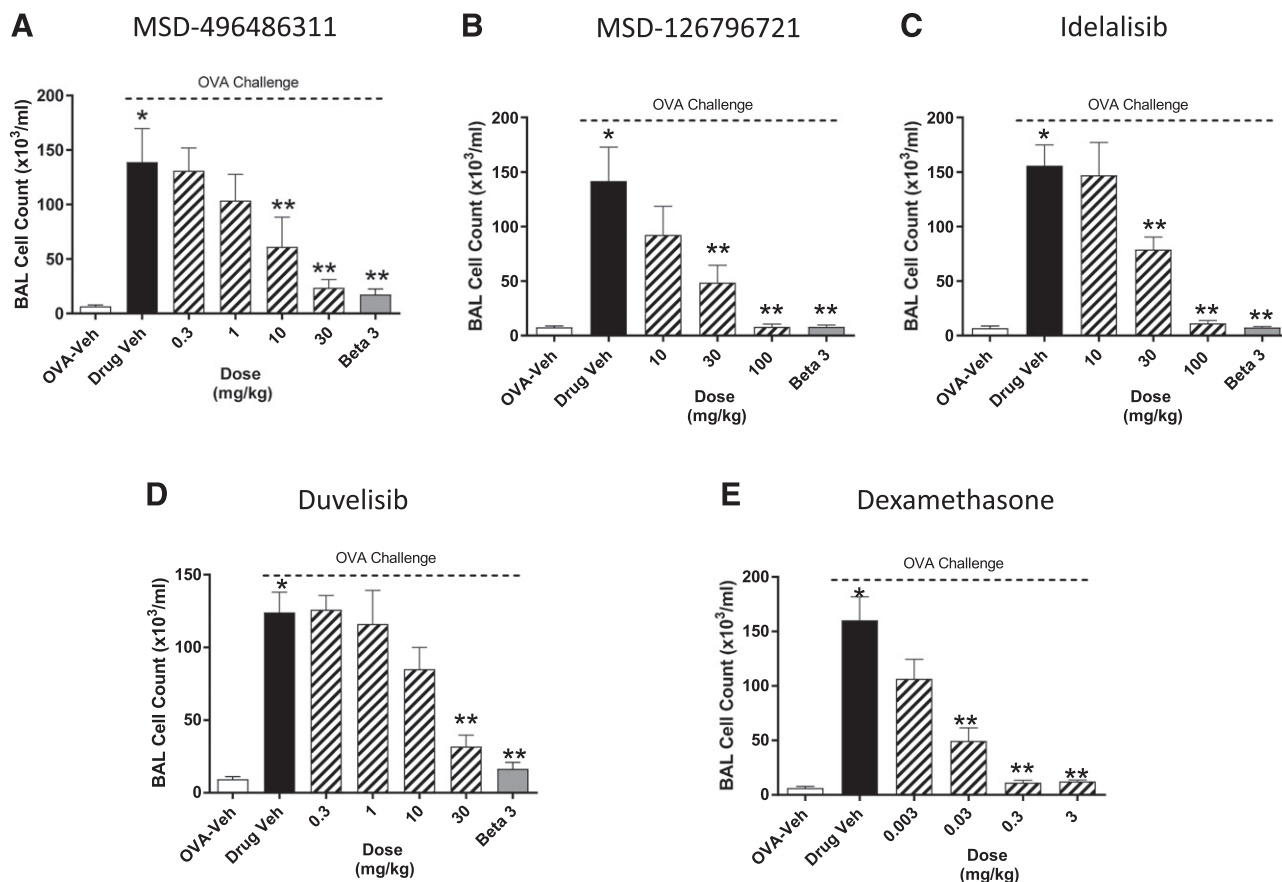 A MSD-496486311
OVA Challenge
BAL Cell Count (x10³/ml)
200
150
100
50
0
*
**
**
**
OVA-Veh Drug Veh 0.3 1 10 30 Beta 3
Dose
(mg/kg)
B MSD-126796721
OVA Challenge
BAL Cell Count (x10³/ml)
200
150
100
50
0
*
**
**
**
OVA-Veh Drug Veh 10 30 100 Beta 3
Dose
(mg/kg)
C Idelalisib
OVA Challenge
BAL Cell Count (x10³/ml)
200
150
100
50
0
*
**
**
**
OVA-Veh Drug Veh 10 30 100 Beta 3
Dose
(mg/kg)
D Duvelisib
OVA Challenge
BAL Cell Count (x10³/ml)
150
100
50
0
*
**
**
OVA-Veh Drug Veh 0.3 1 10 30 Beta 3
Dose
(mg/kg)
E Dexamethasone
OVA Challenge
BAL Cell Count (x10³/ml)
200
150
100
50
0
*
**
**
**
OVA-Veh Drug Veh 0.003 0.03 0.3 3
Dose
(mg/kg)